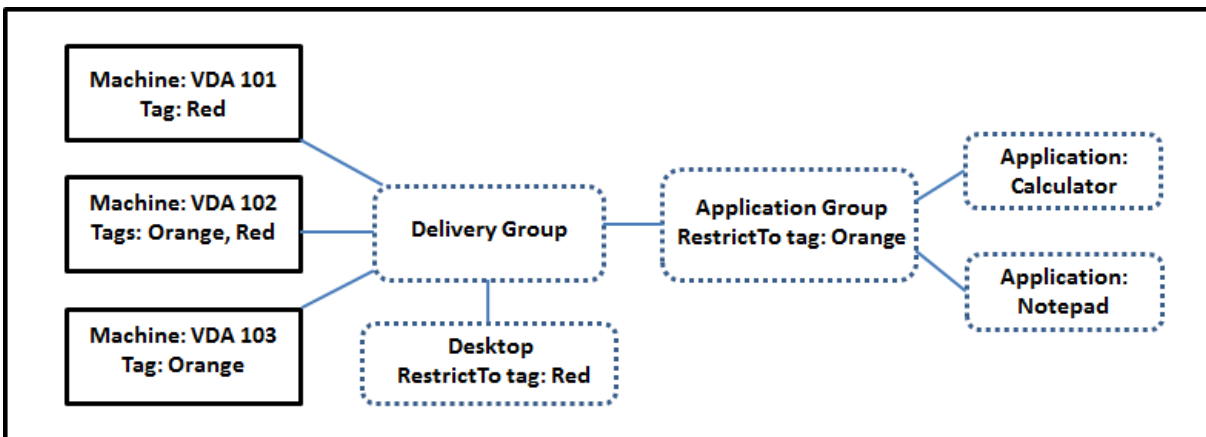 Machine: VDA 101
Tag: Red
Machine: VDA 102
Tags: Orange, Red
Machine: VDA 103
Tag: Orange
Delivery Group
Desktop
RestrictTo tag: Red
Application Group
RestrictTo tag: Orange
Application:
Calculator
Application:
Notepad